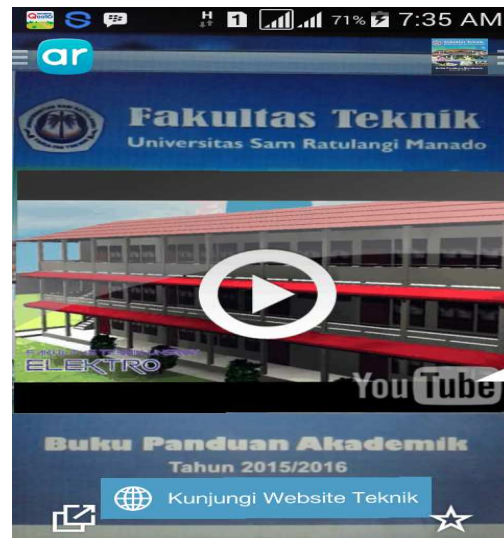 H 1 71% 7:35 AM
ar
Fakultas Teknik
Universitas Sam Ratulangi Manado
ELEKTRO
YouTube
Buku Panduan Akademik
Tahun 2015/2016
Kunjungi Website Teknik